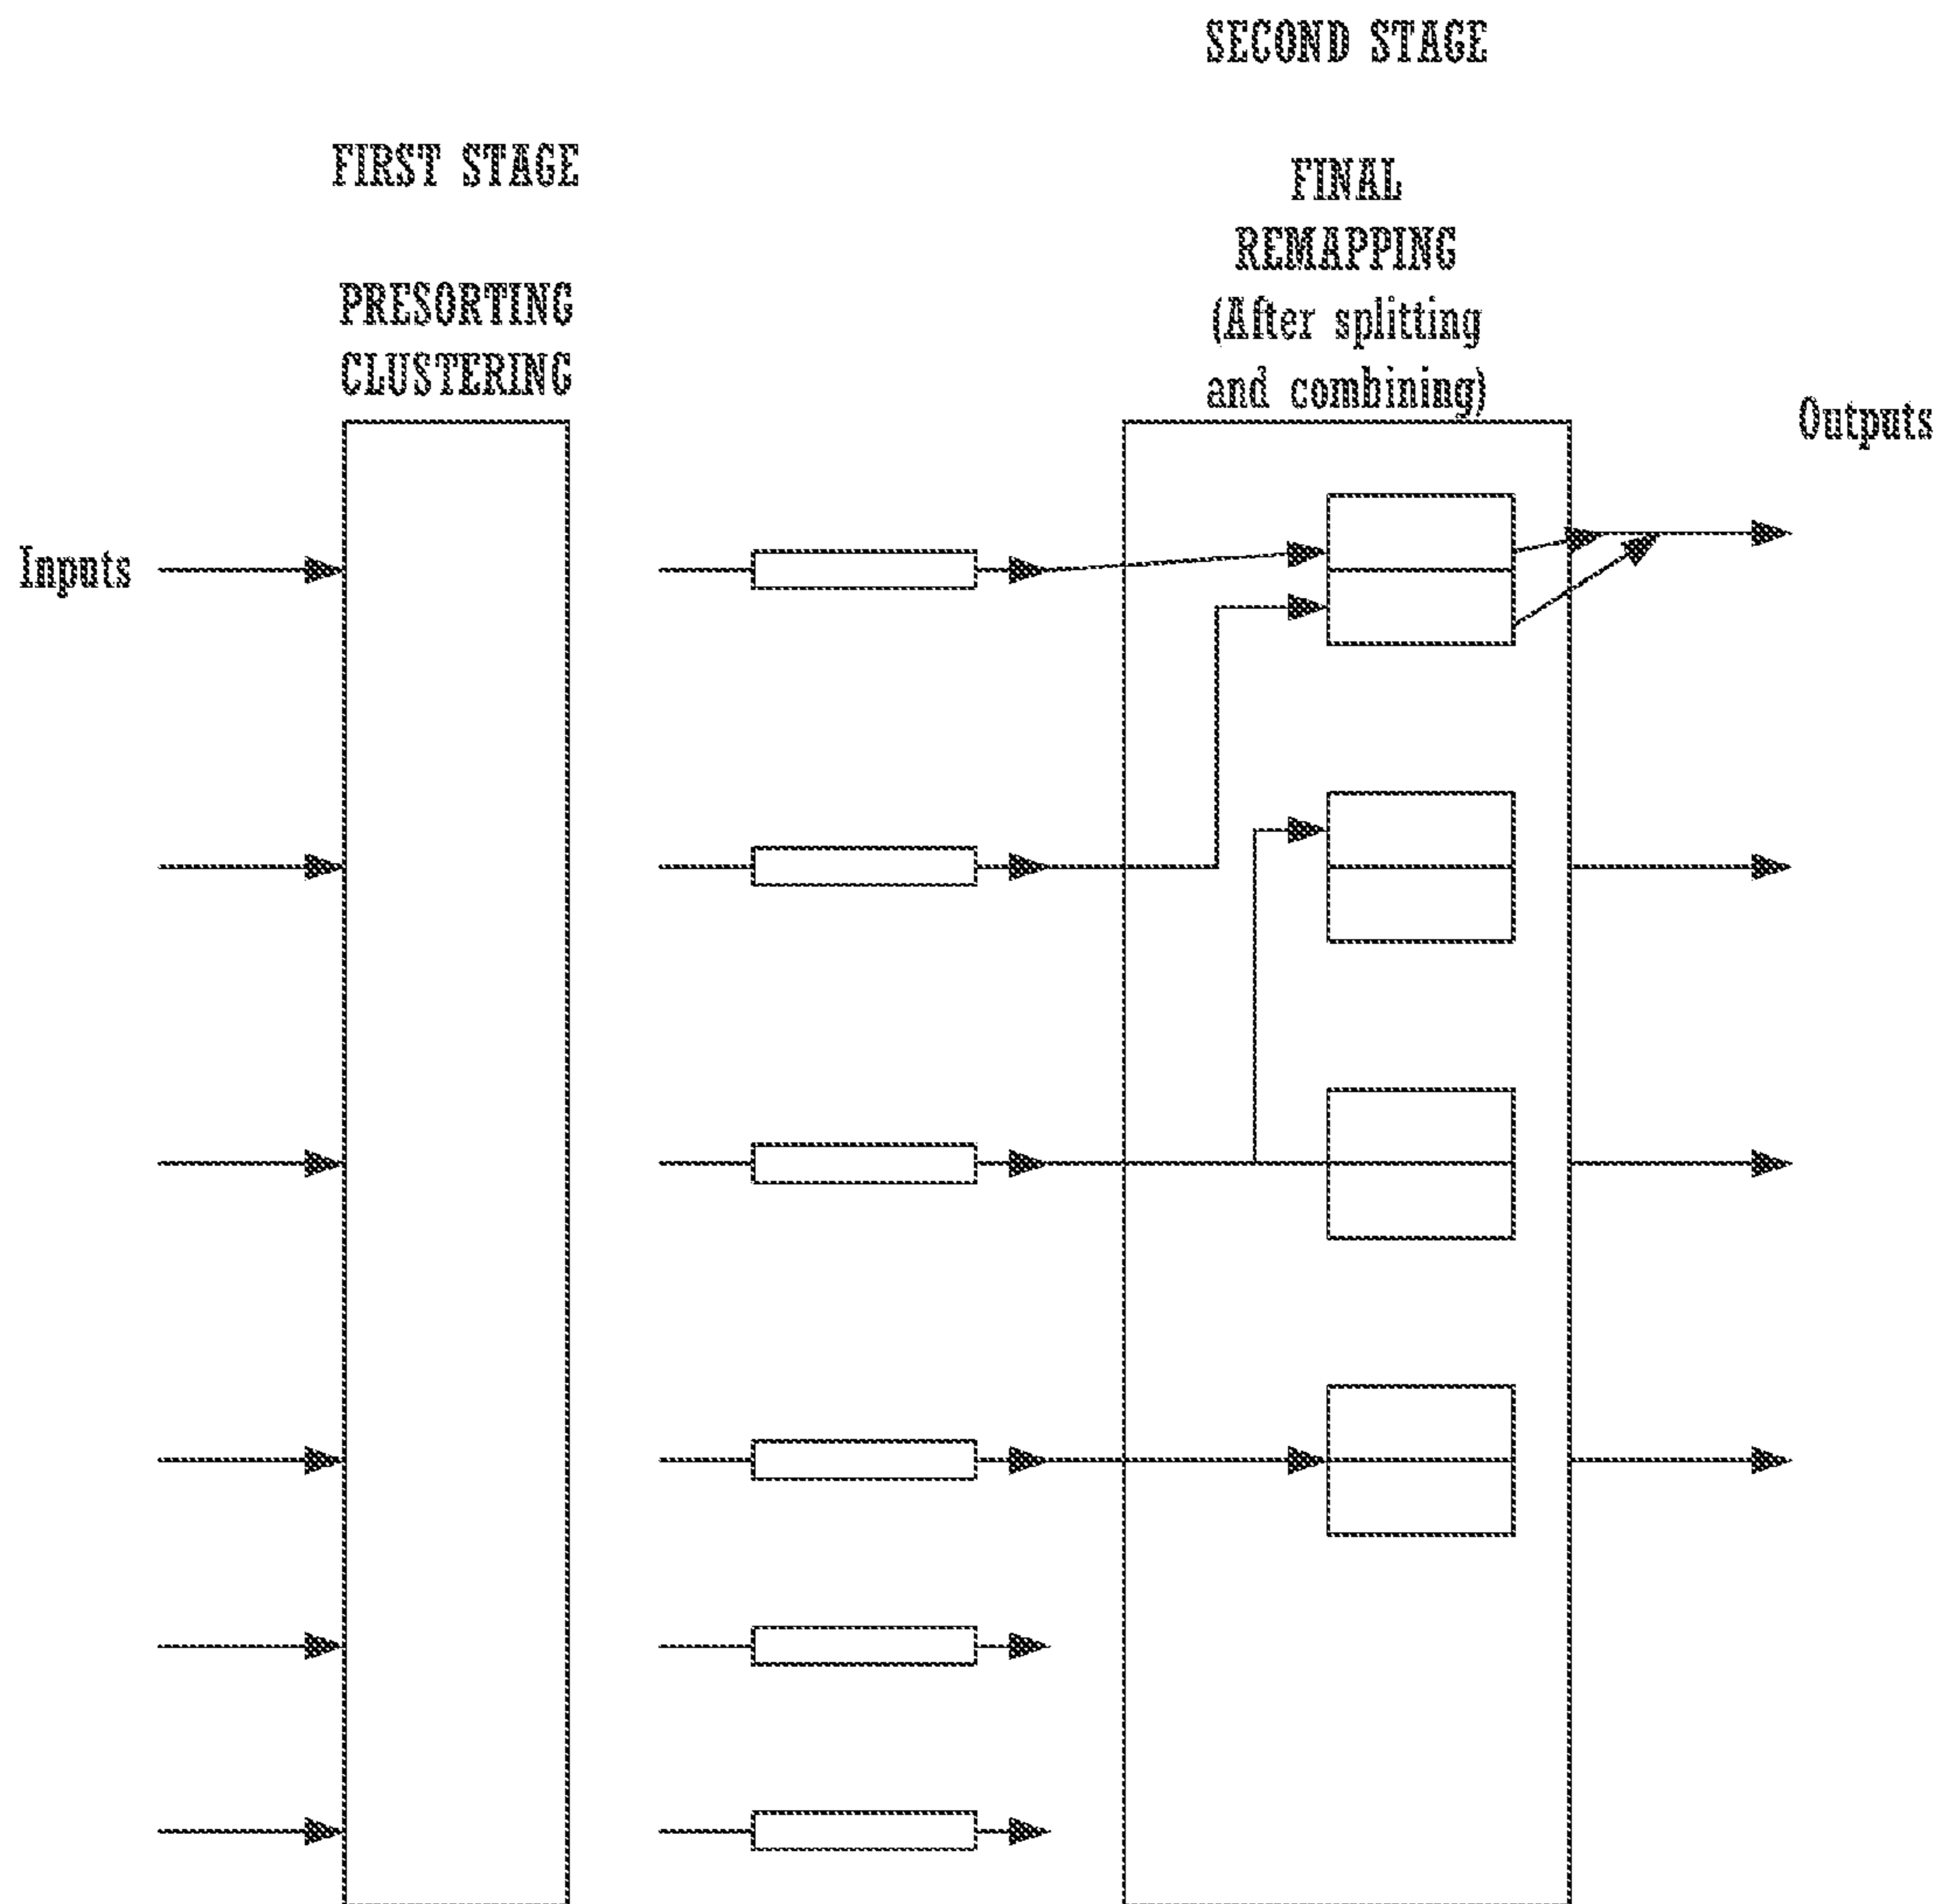 SECOND STAGE
FIRST STAGE
FINAL
REMAPPING
(After splitting
and combining)
PRESORTING
CLUSTERING
Outputs
Inputs